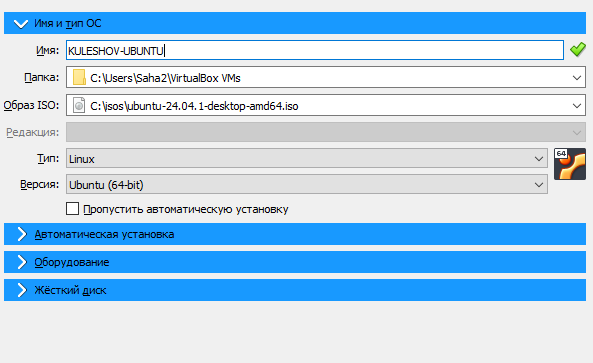 Имя и тип ОС
Имя: KULESHOV-UBUNTU
Папка: C:\Users\Saha2\VirtualBox VMs
Образ ISO: C:\isos\ubuntu-24.04.1-desktop-amd64.iso
Редакция:
Тип: Linux
64
Версия: Ubuntu (64-bit)
Пропустить автоматическую установку
Автоматическая установка
Оборудование
Жёсткий диск